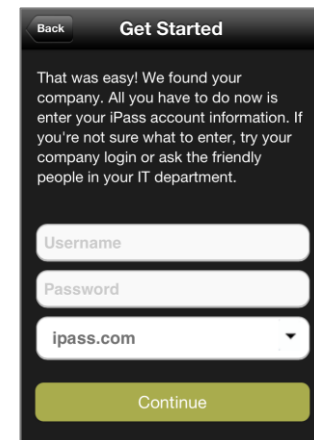 Back
Get Started
That was easy! We found your
company. All you have to do now is
enter your iPass account information. If
you're not sure what to enter, try your
company login or ask the friendly
people in your IT department.
Username
Password
ipass.com
Continue